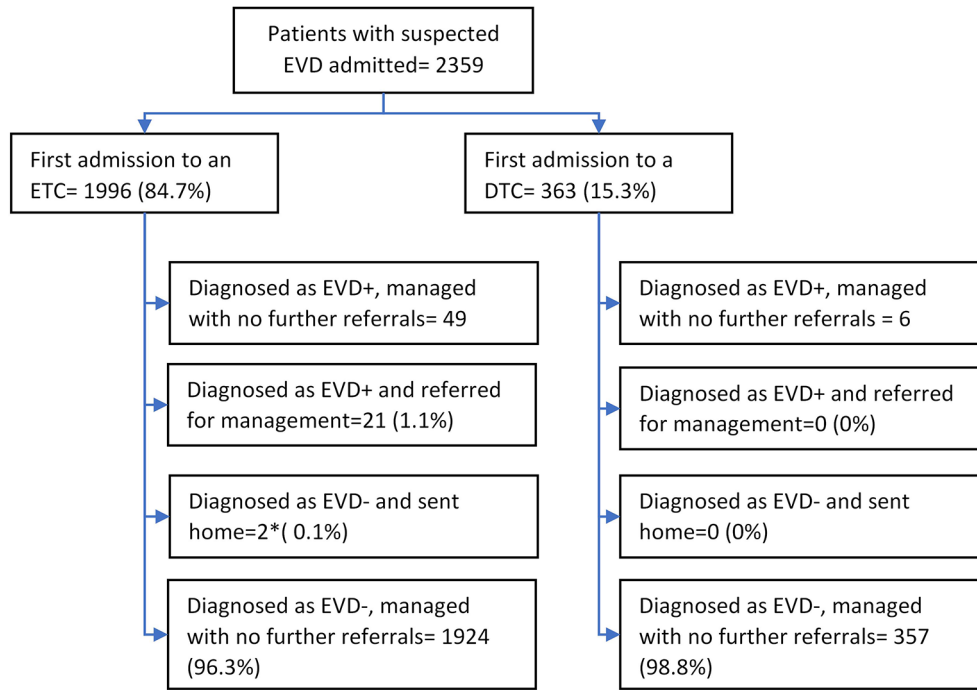 Patients with suspected
EVD admitted= 2359
First admission to an
ETC= 1996 (84.7%)
First admission to a
DTC= 363 (15.3%)
Diagnosed as EVD+, managed
with no further referrals= 49
Diagnosed as EVD+ and referred
for management=21 (1.1%)
Diagnosed as EVD- and sent
home=2*( 0.1%)
Diagnosed as EVD-, managed
with no further referrals= 1924
(96.3%)
Diagnosed as EVD+, managed
with no further referrals = 6
Diagnosed as EVD+ and referred
for management=0 (0%)
Diagnosed as EVD- and sent
home=0 (0%)
Diagnosed as EVD-, managed
with no further referrals= 357
(98.8%)